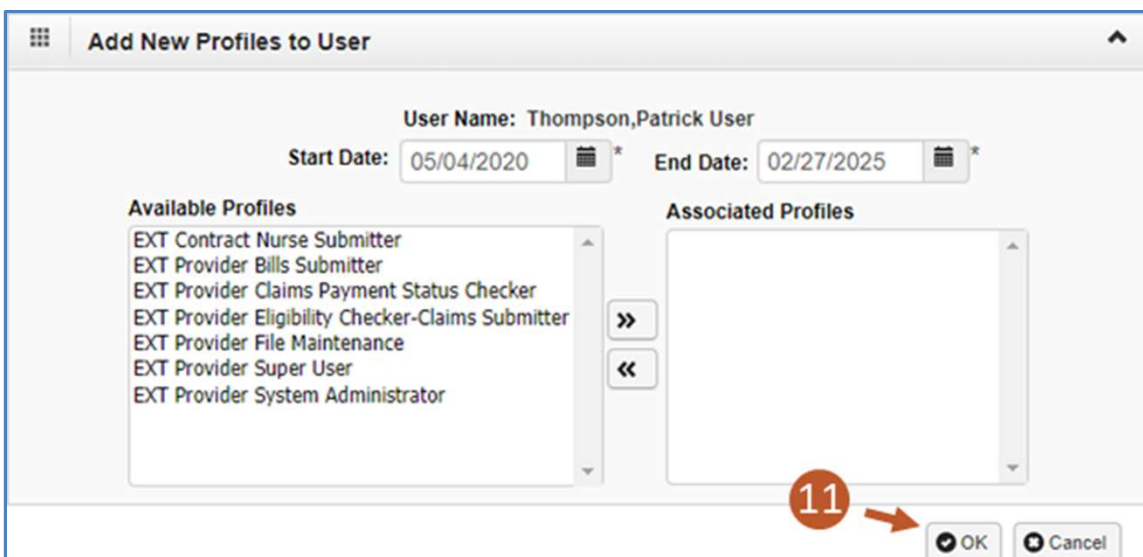 Add New Profiles to User
User Name: Thompson,Patrick User
Start Date: 05/04/2020 * End Date: 02/27/2025 *
Available Profiles
EXT Contract Nurse Submitter
EXT Provider Bills Submitter
EXT Provider Claims Payment Status Checker
EXT Provider Eligibility Checker-Claims Submitter
EXT Provider File Maintenance
EXT Provider Super User
EXT Provider System Administrator
»
«
Associated Profiles
11
OK Cancel